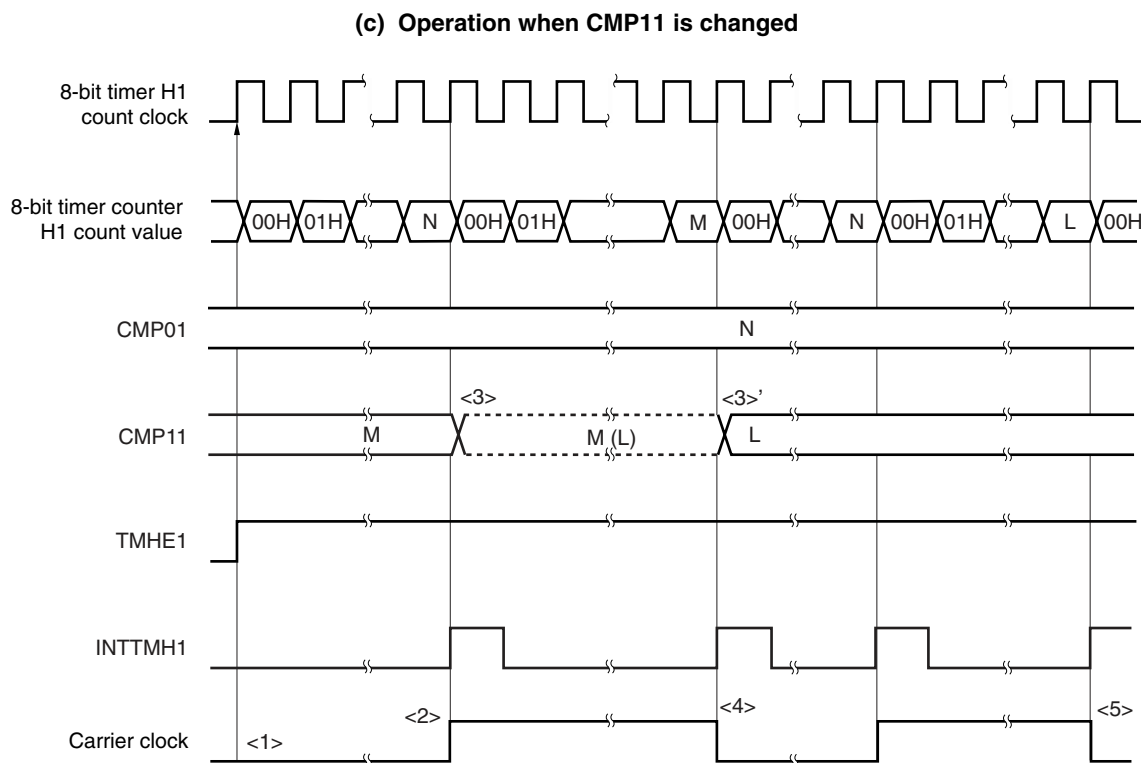 (c) Operation when CMP11 is changed
8-bit timer H1
count clock
8-bit timer counter
H1 count value
00H 01H N 00H 01H M 00H N 00H 01H L 00H
CMP01
N
<3> <3>’
CMP11
M M (L) L
TMHE1
INTTMH1
<2> <4> <5>
Carrier clock
<1>